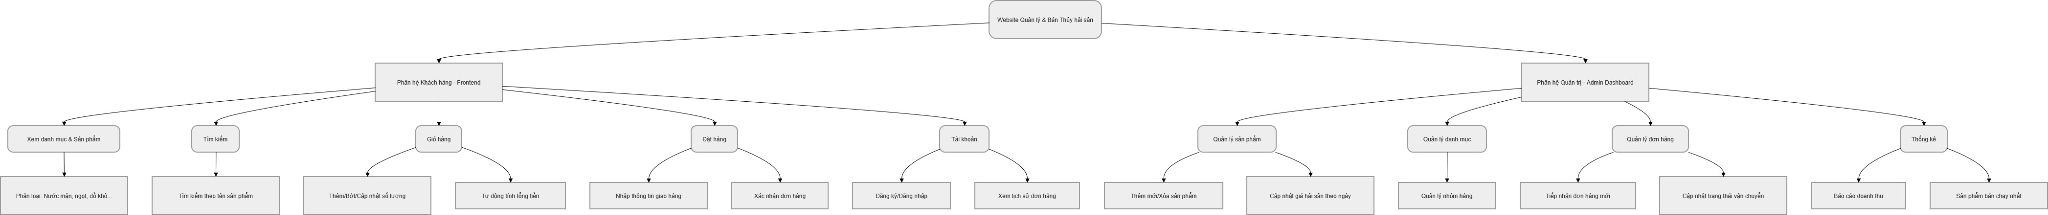 Website Quản lý & Bán Thủy hải sản
Phân hệ Khách hàng - Frontend
Phân hệ Quản trị - Admin Dashboard
Xem danh mục & Sản phẩm
Tìm kiếm
Giỏ hàng
Đặt hàng
Tài khoản
Quản lý sản phẩm
Quản lý danh mục
Quản lý đơn hàng
Thống kê
Phân loại: Nước mặn, ngọt, đồ khô...
Tìm kiếm theo tên sản phẩm
Thêm/Bớt/Cập nhật số lượng
Tự động tính tổng tiền
Nhập thông tin giao hàng
Xác nhận đơn hàng
Đăng ký/Đăng nhập
Xem lịch sử đơn hàng
Thêm mới/Xóa sản phẩm
Cập nhật giá hải sản theo ngày
Quản lý nhóm hàng
Tiếp nhận đơn hàng mới
Cập nhật trạng thái vận chuyển
Báo cáo doanh thu
Sản phẩm bán chạy nhất